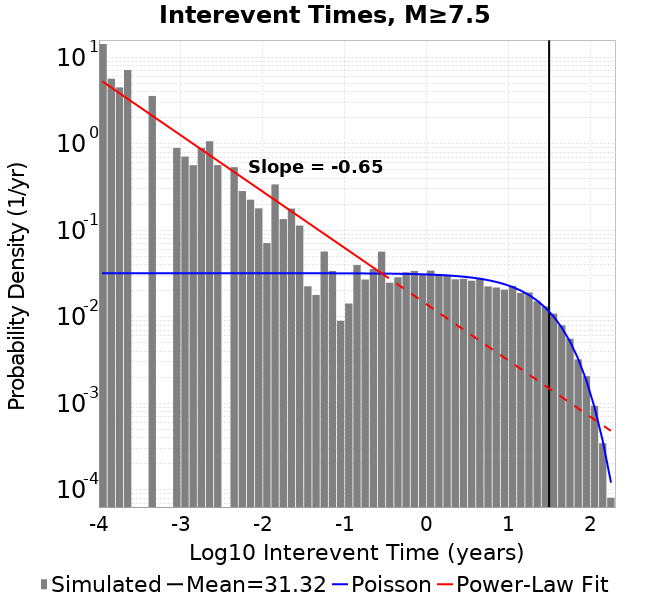 Interevent Times, M≥7.5
Probability Density (1/yr)
10^1
10^0
10^-1
10^-2
10^-3
10^-4
Slope = -0.65
-4 -3 -2 -1 0 1 2
Log10 Interevent Time (years)
Simulated Mean=31.32 Poisson Power-Law Fit